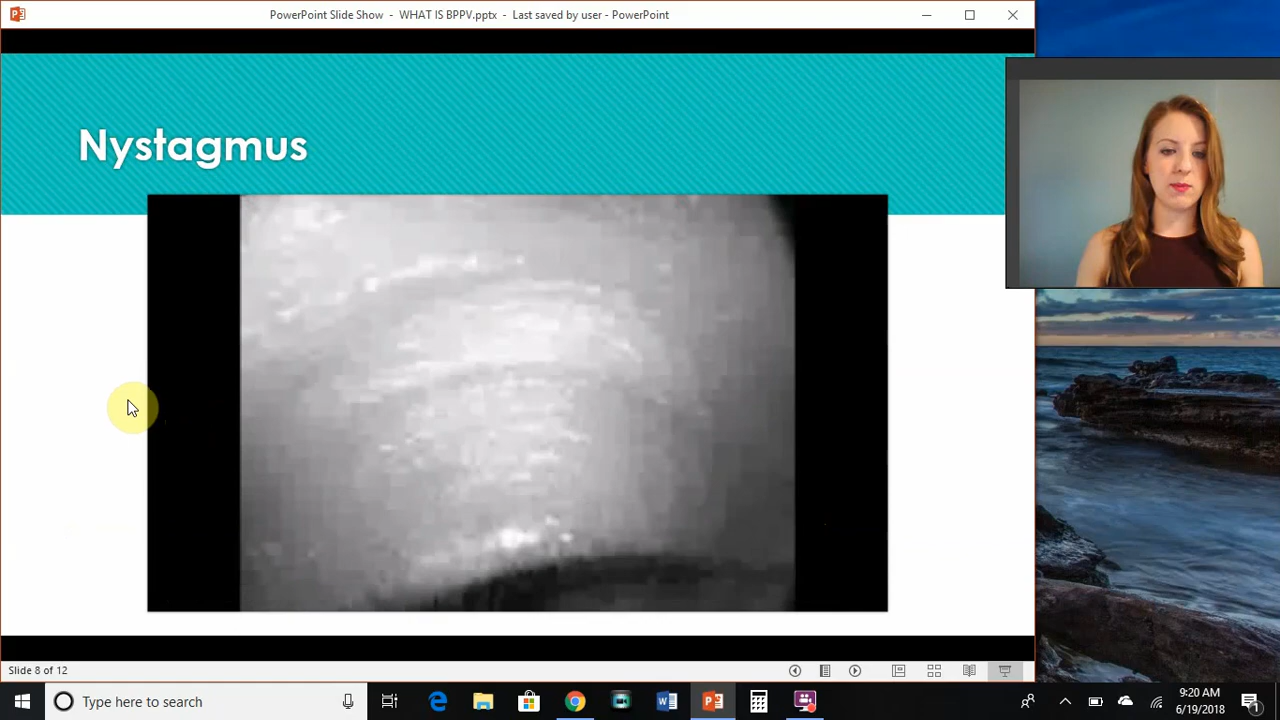 PowerPoint Slide Show - WHAT IS BPPV.pptx - Last saved by user - PowerPoint
Nystagmus
Slide 8 of 12
Type here to search
9:20 AM
6/19/2018
1